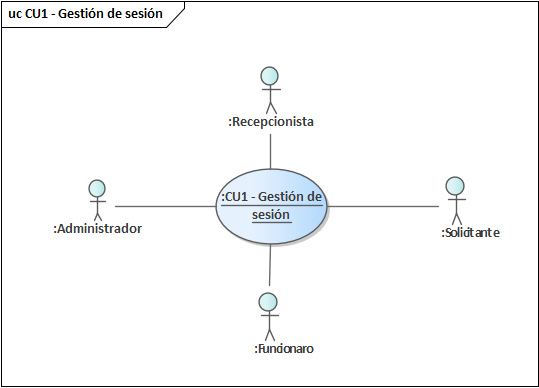 uc CU1 - Gestión de sesión
:Recepcionista
:CU1 - Gestión de
sesión
:Administrador
:Solicitante
:Funcionaro